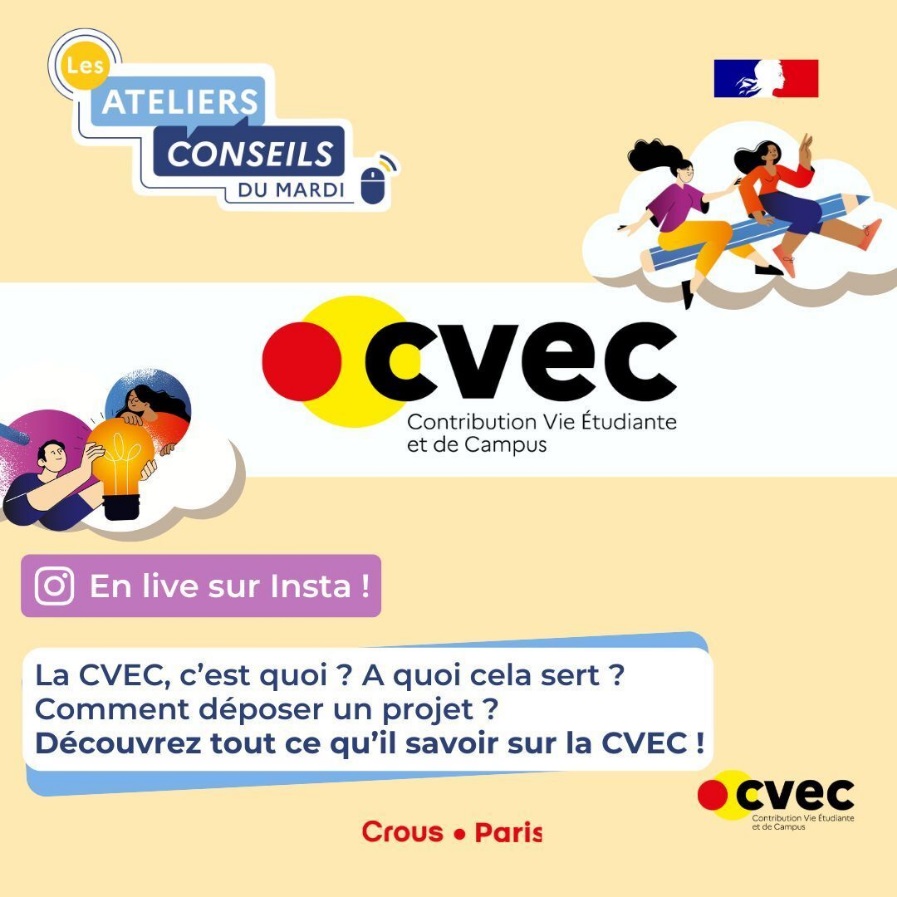 Les
ATELIERS
CONSEILS
DU MARDI
cvec
Contribution Vie Étudiante
et de Campus
En live sur Insta !
La CVEC, c’est quoi ? A quoi cela sert ?
Comment déposer un projet ?
Découvrez tout ce qu’il savoir sur la CVEC !
cvec
Contribution Vie Étudiante
et de Campus
Crous • Paris